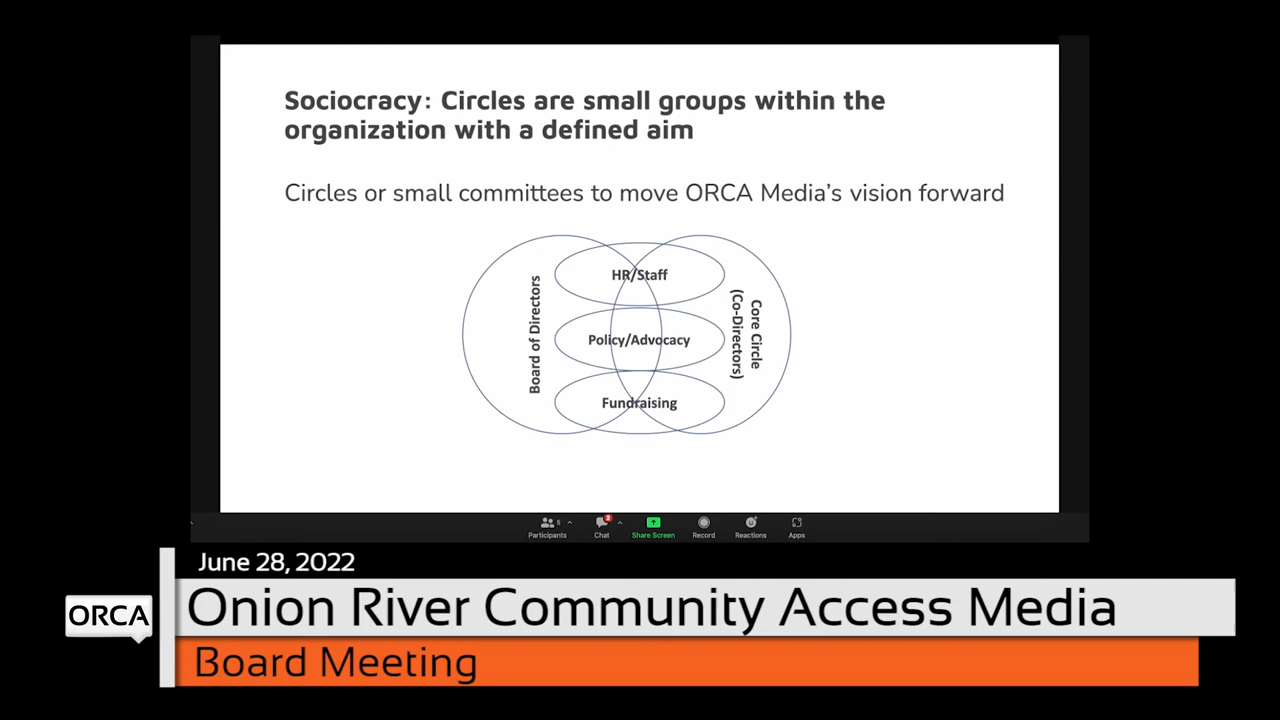 Sociocracy: Circles are small groups within the
organization with a defined aim
Circles or small committees to move ORCA Media's vision forward
Board of Directors
HR/Staff
Policy/Advocacy
Fundraising
Core Circle
(Co-Directors)
Participants
5
Chat
3
Share Screen
Record
Reactions
Apps
June 28, 2022
ORCA
Onion River Community Access Media
Board Meeting